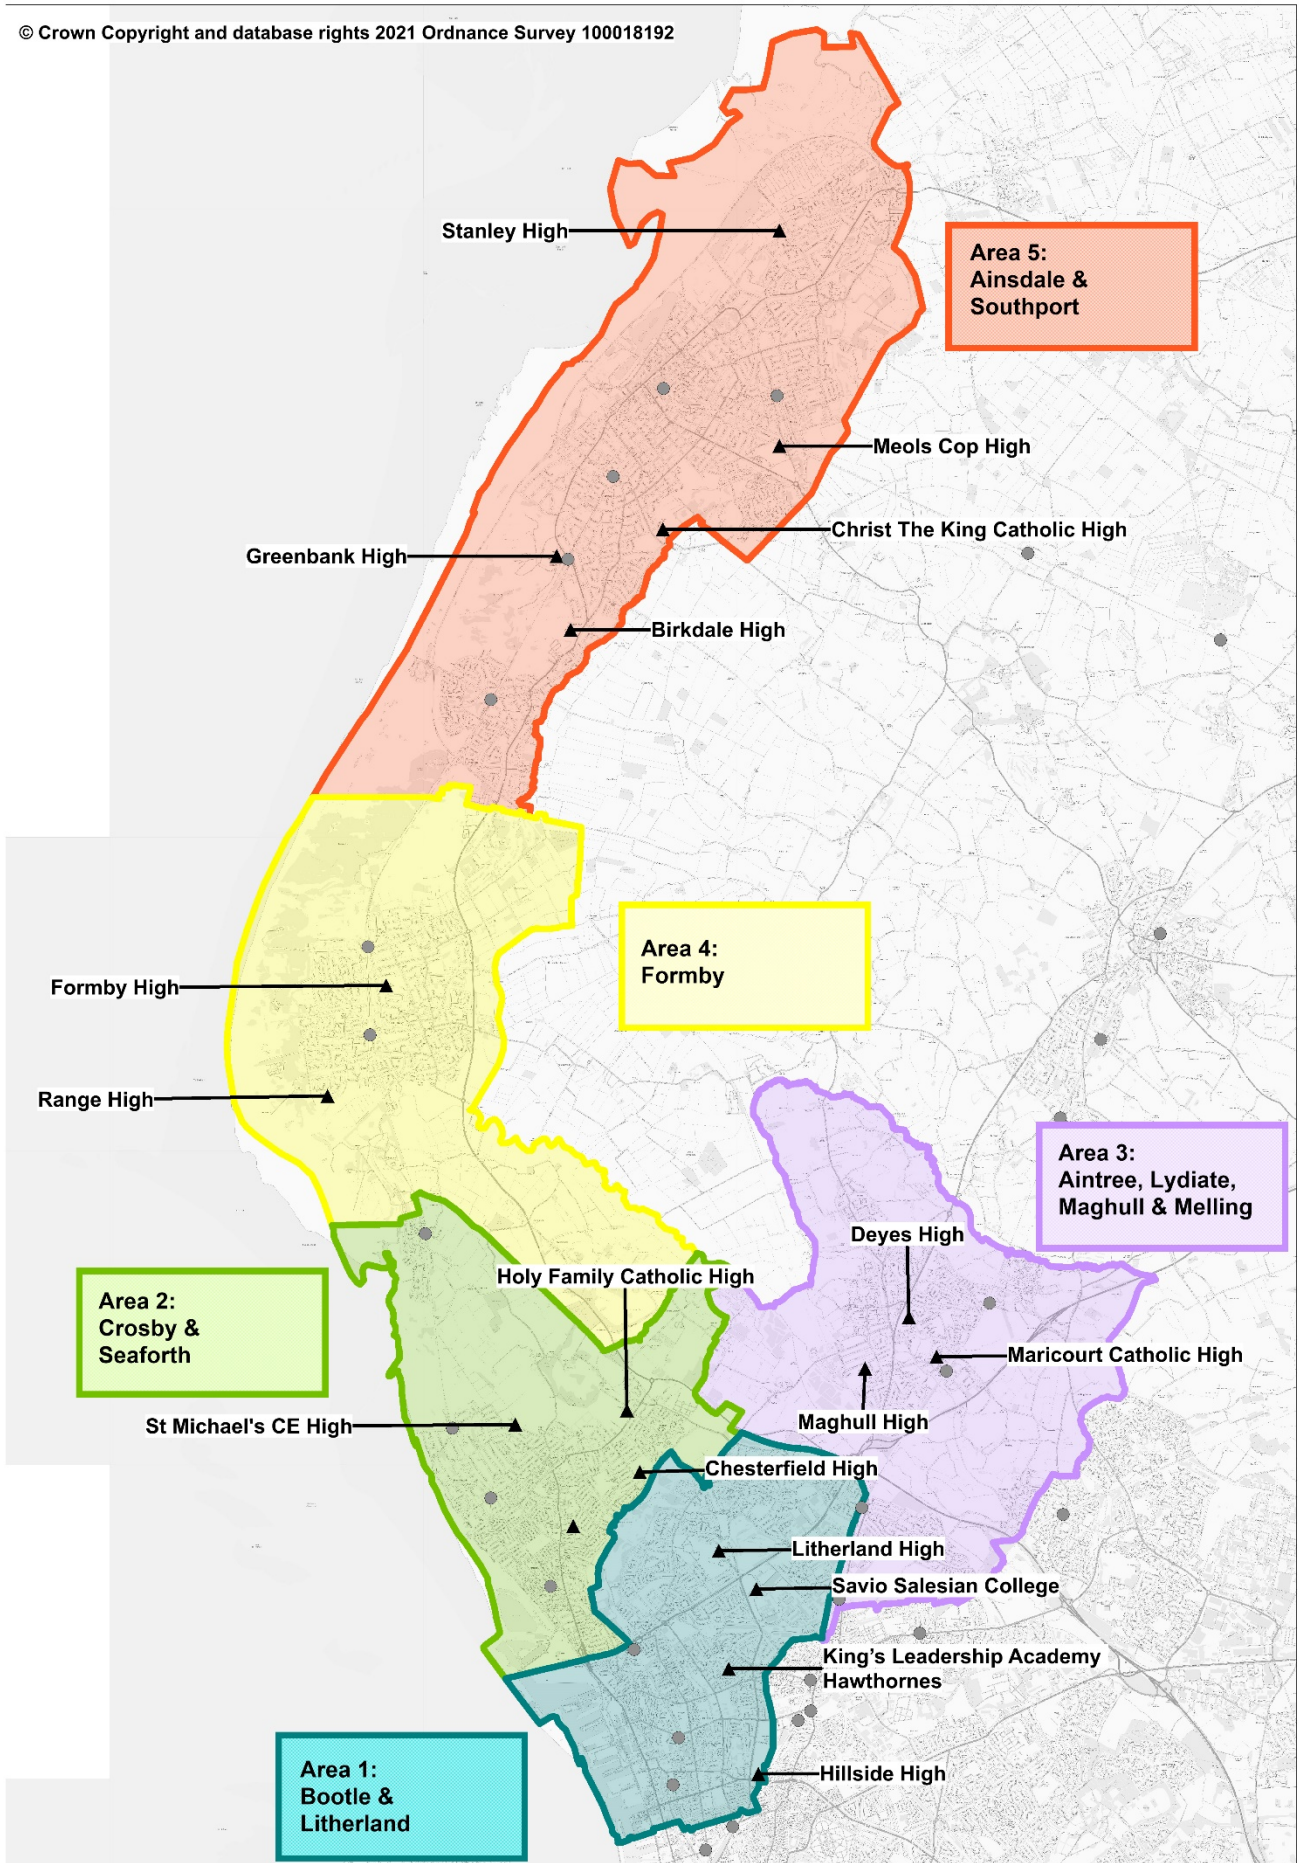 © Crown Copyright and database rights 2021 Ordnance Survey 100018192
Stanley High
Area 5:
Ainsdale &
Southport
Meols Cop High
Christ The King Catholic High
Greenbank High
Birkdale High
Area 4:
Formby
Formby High
Range High
Area 3:
Aintree, Lydiate,
Maghull & Melling
Deyes High
Holy Family Catholic High
Area 2:
Crosby &
Seaforth
Maricourt Catholic High
Maghull High
St Michael's CE High
Chesterfield High
Litherland High
Savio Salesian College
King’s Leadership Academy
Hawthornes
Area 1:
Bootle &
Litherland
Hillside High